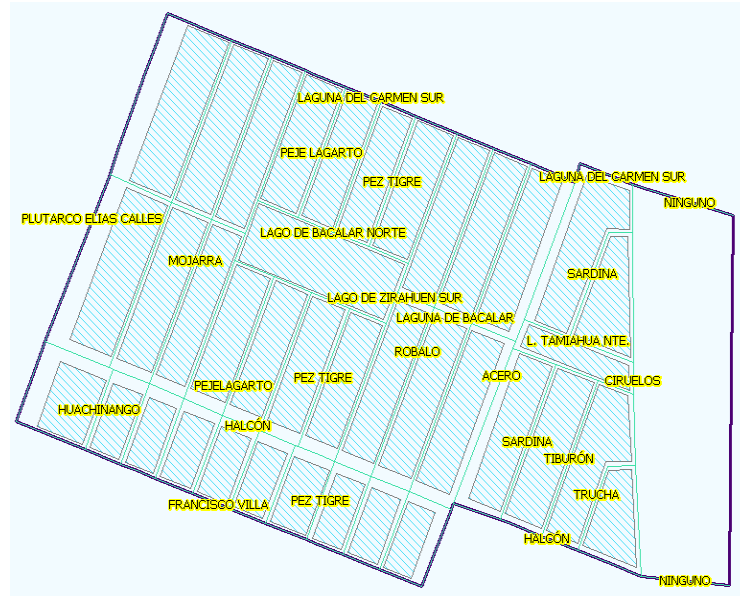 LAGUNA DEL CARMEN SUR
PEJE LAGARTO
PEZ TIGRE
LAGUNA DEL CARMEN SUR
NINGUNO
PLUTARCO ELIAS CALLES
LAGO DE BACALAR NORTE
MOJARRA
SARDINA
LAGO DE ZIRAHUEN SUR
LAGUNA DE BACALAR
L. TAMIAHUA NTE.
ROBALO
PEZ TIGRE
ACERO
CIRUELOS
PEJELAGARTO
HUACHINANGO
HALCÓN
SARDINA
TIBURÓN
TRUCHA
PEZ TIGRE
FRANCISCO VILLA
HALCÓN
NINGUNO